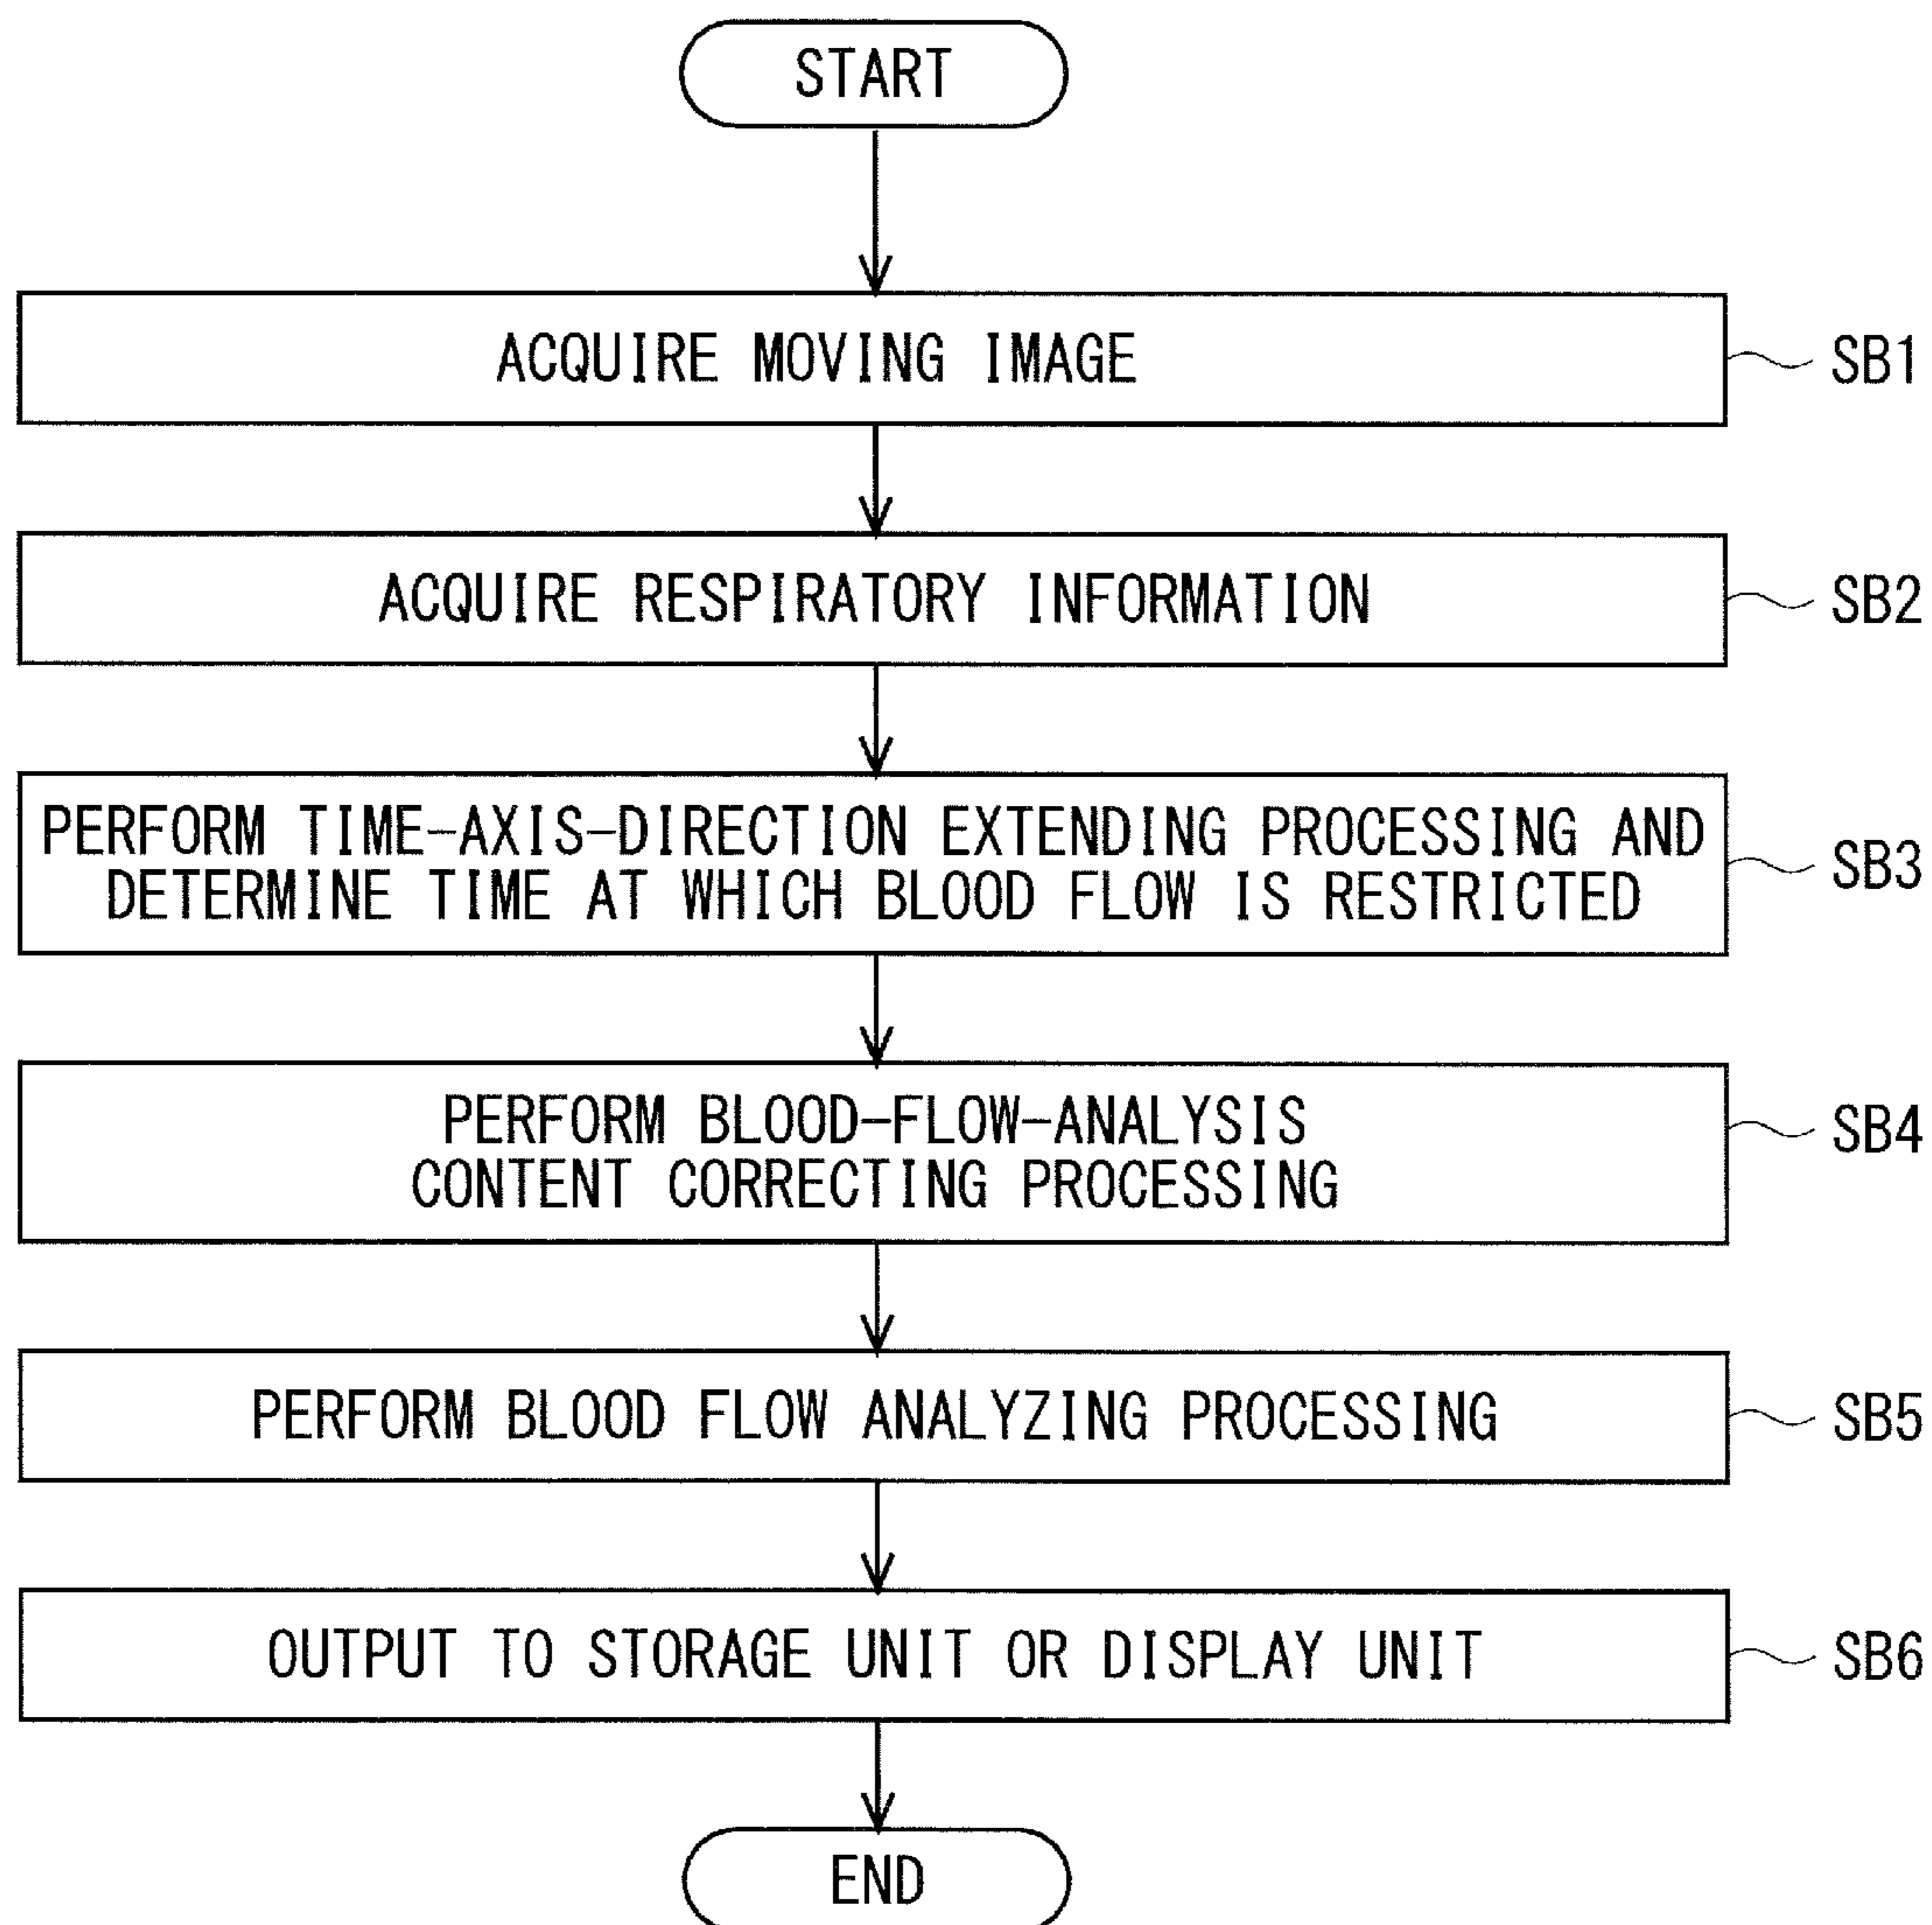 START
ACQUIRE MOVING IMAGE
SB1
ACQUIRE RESPIRATORY INFORMATION
SB2
PERFORM TIME-AXIS-DIRECTION EXTENDING PROCESSING AND
DETERMINE TIME AT WHICH BLOOD FLOW IS RESTRICTED
SB3
PERFORM BLOOD-FLOW-ANALYSIS
CONTENT CORRECTING PROCESSING
SB4
PERFORM BLOOD FLOW ANALYZING PROCESSING
SB5
OUTPUT TO STORAGE UNIT OR DISPLAY UNIT
SB6
END